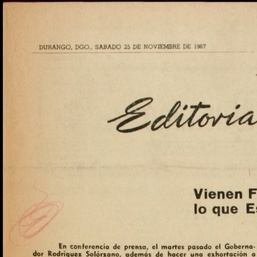 DURANGO, DGO., SABADO 25 DE NOVIEMBRE DE 1967
Editoria
Vienen F
lo que Es
En conferencia de prensa, el martes pasado el Goberna-
dor Rodríguez Solórzano, además de hacer una exhortación a